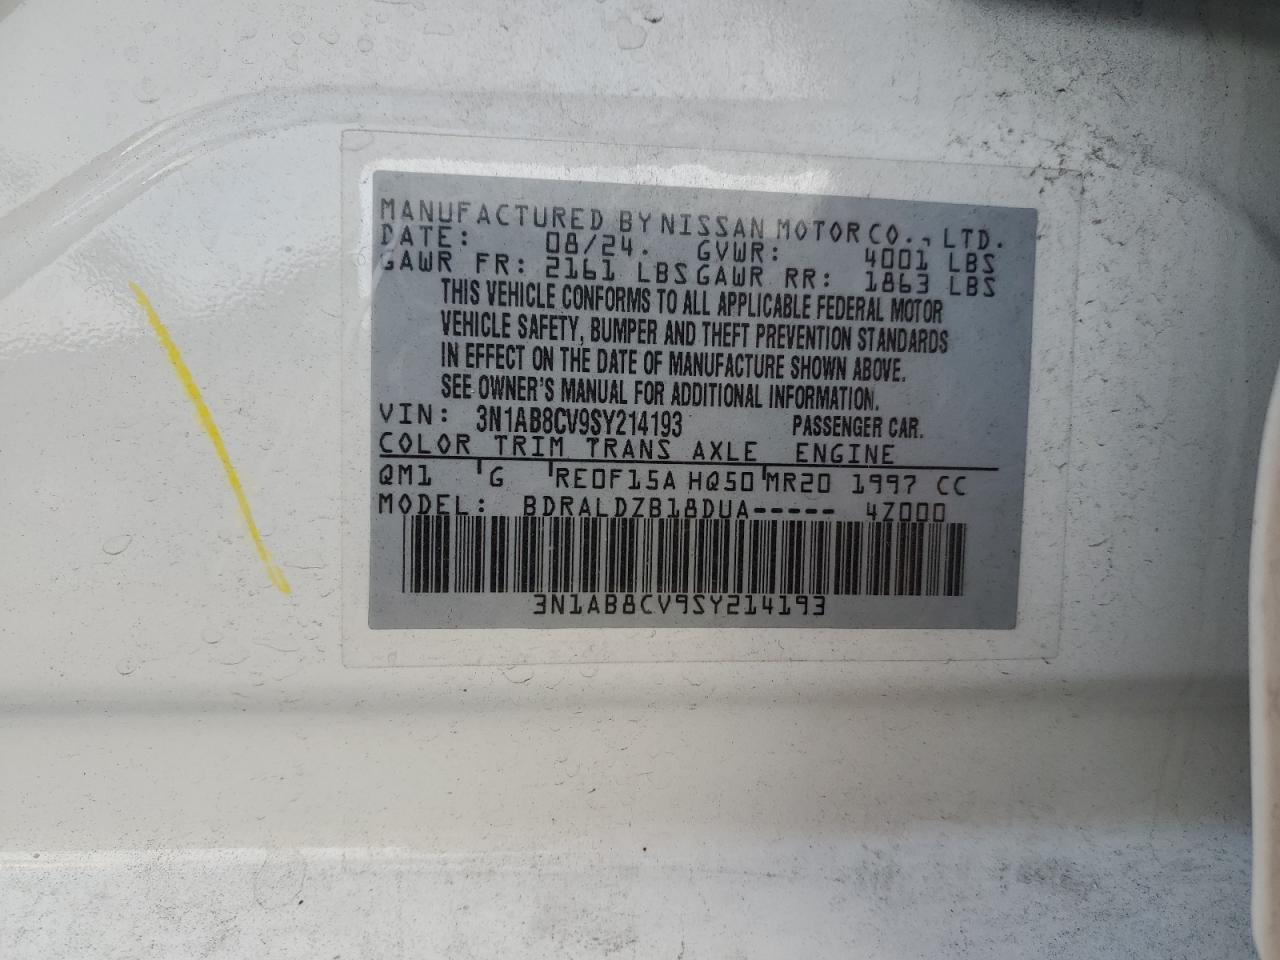 MANUFACTURED BY NISSAN MOTOR CO., LTD.
DATE: 08/24. GVWR: 4001 LBS
GAWR FR: 2161 LBS GAWR RR: 1863 LBS
THIS VEHICLE CONFORMS TO ALL APPLICABLE FEDERAL MOTOR
VEHICLE SAFETY, BUMPER AND THEFT PREVENTION STANDARDS
IN EFFECT ON THE DATE OF MANUFACTURE SHOWN ABOVE.
SEE OWNER'S MANUAL FOR ADDITIONAL INFORMATION.
VIN: 3N1AB8CV9SY214193 PASSENGER CAR.
COLOR TRIM TRANS AXLE ENGINE
QM1 G RE0F15A HQ50 MR20 1997 CC
MODEL: BDRALDZB18DUA----- 4Z000
3N1AB8CV9SY214193